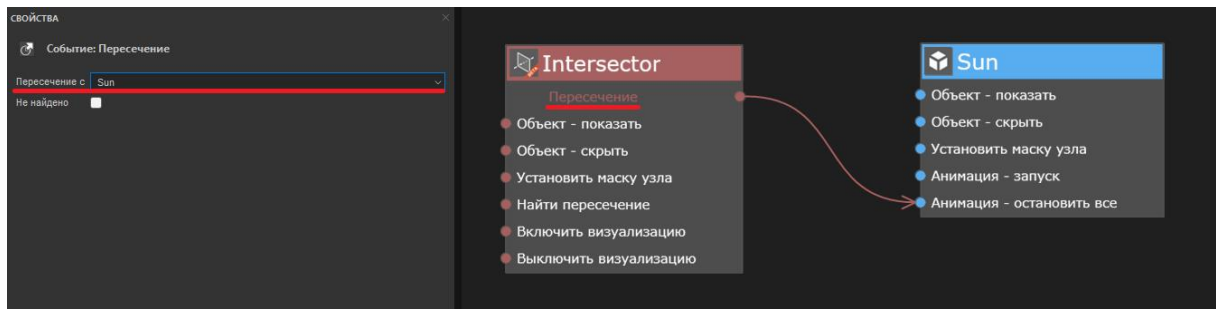 СВОЙСТВА
Событие: Пересечение
Пересечение с Sun
Не найдено
Intersector
Пересечение
Объект - показать
Объект - скрыть
Установить маску узла
Найти пересечение
Включить визуализацию
Выключить визуализацию
Sun
Объект - показать
Объект - скрыть
Установить маску узла
Анимация - запуск
Анимация - остановить все